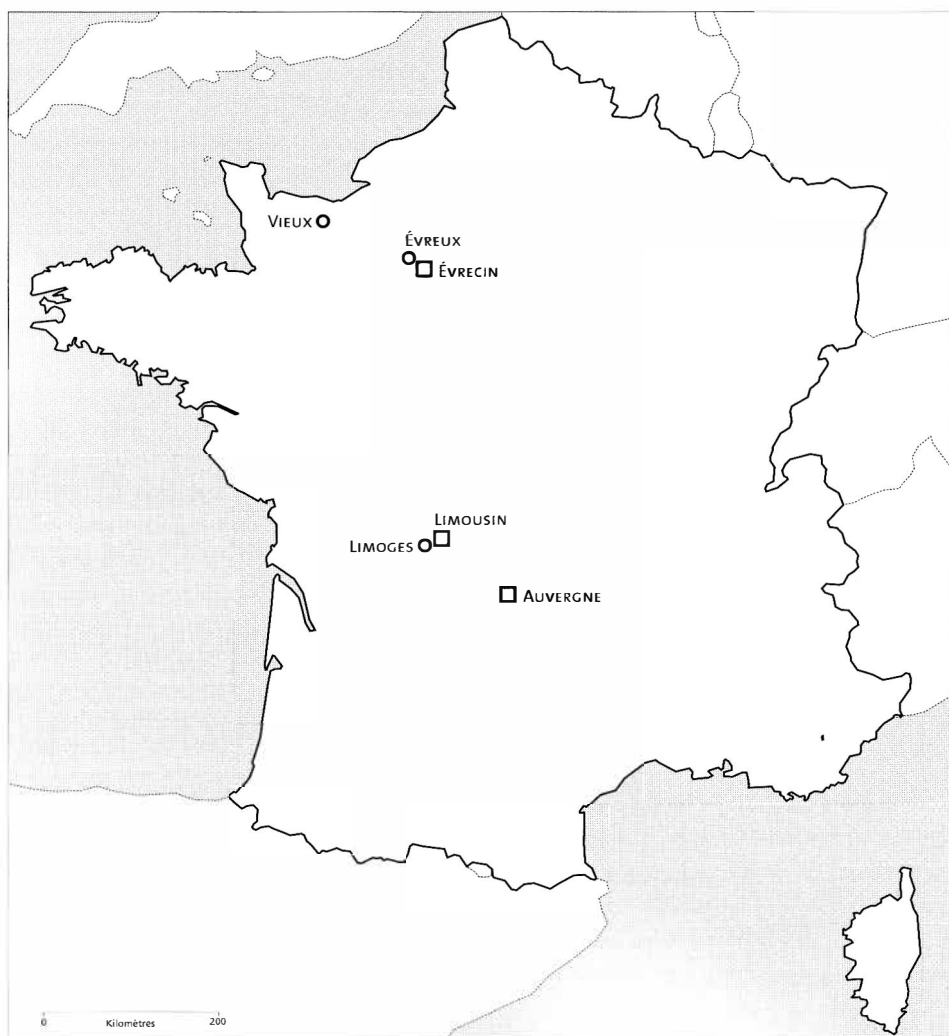 VIEUX
ÉVREUX
ÉVRECIN
LIMOUSIN
LIMOGES
AUVERGNE
0 Kilomètres 200